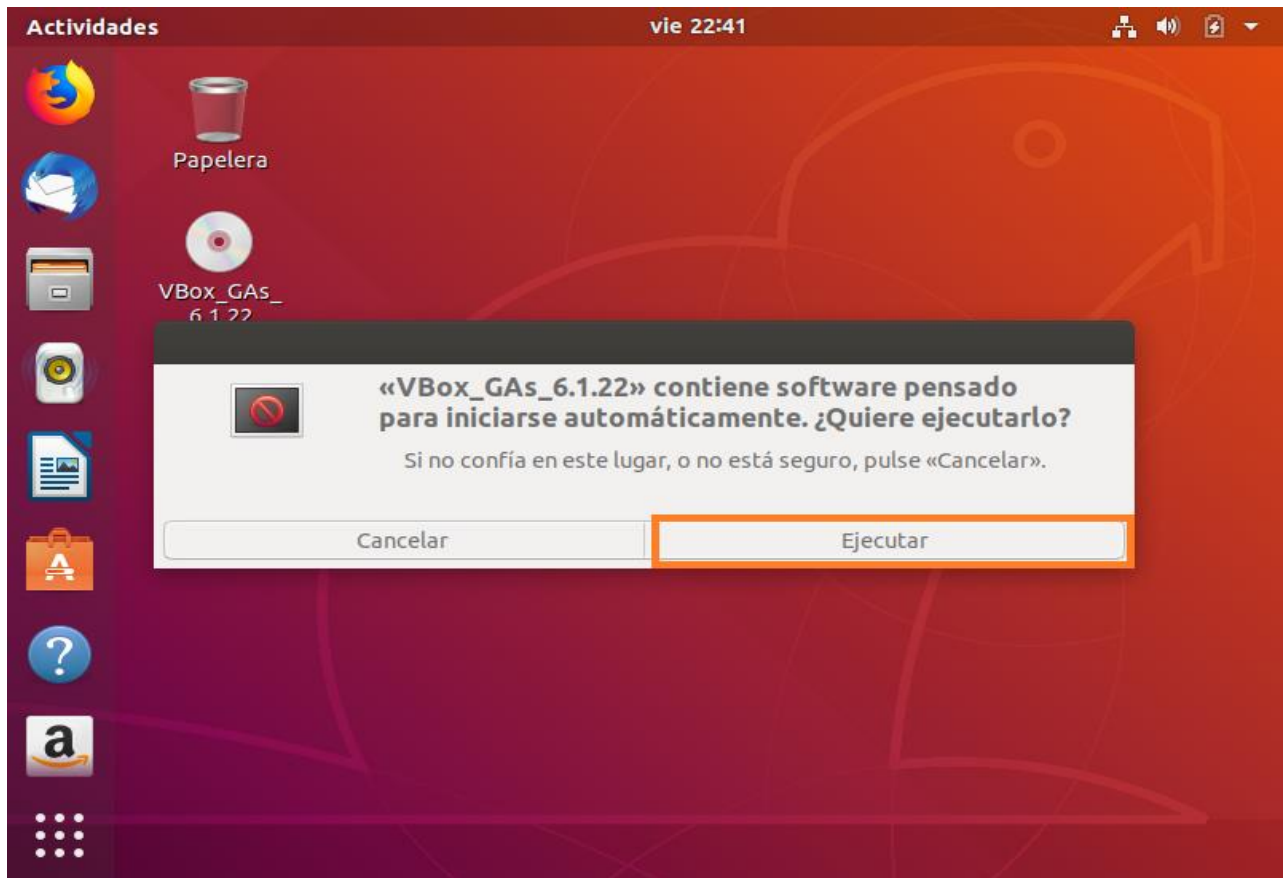 Actividades
vie 22:41
Papelera
VBox_GAs_
6.1.22
«VBox_GAs_6.1.22» contiene software pensado
para iniciarse automáticamente. ¿Quiere ejecutarlo?
Si no confía en este lugar, o no está seguro, pulse «Cancelar».
Cancelar
Ejecutar